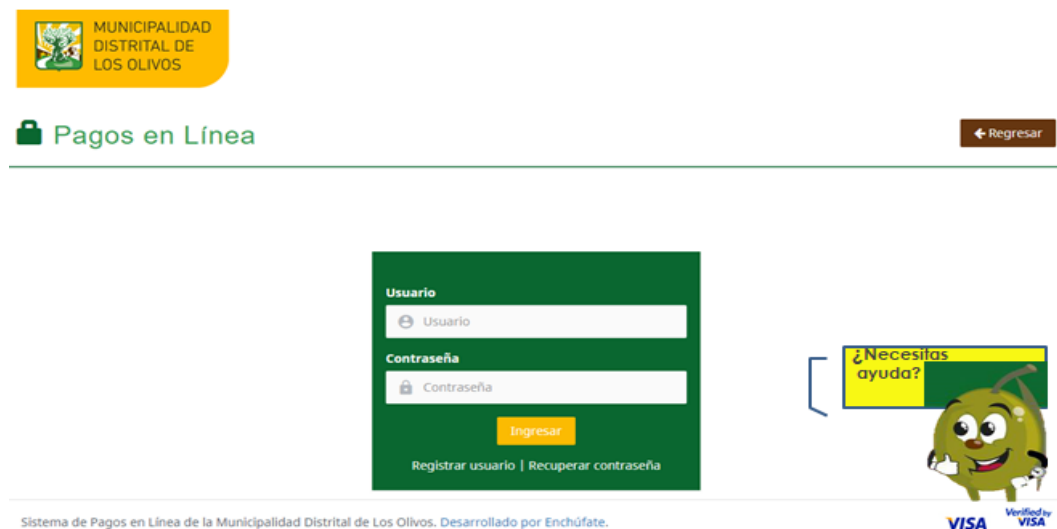 MUNICIPALIDAD
DISTRITAL DE
LOS OLIVOS
Pagos en Línea
Regresar
Usuario
Usuario
Contraseña
Contraseña
Ingresar
Registrar usuario | Recuperar contraseña
¿Necesitas
ayuda?
Sistema de Pagos en Línea de la Municipalidad Distrital de Los Olivos. Desarrollado por Enchúfate.
VISA
Verified by
VISA